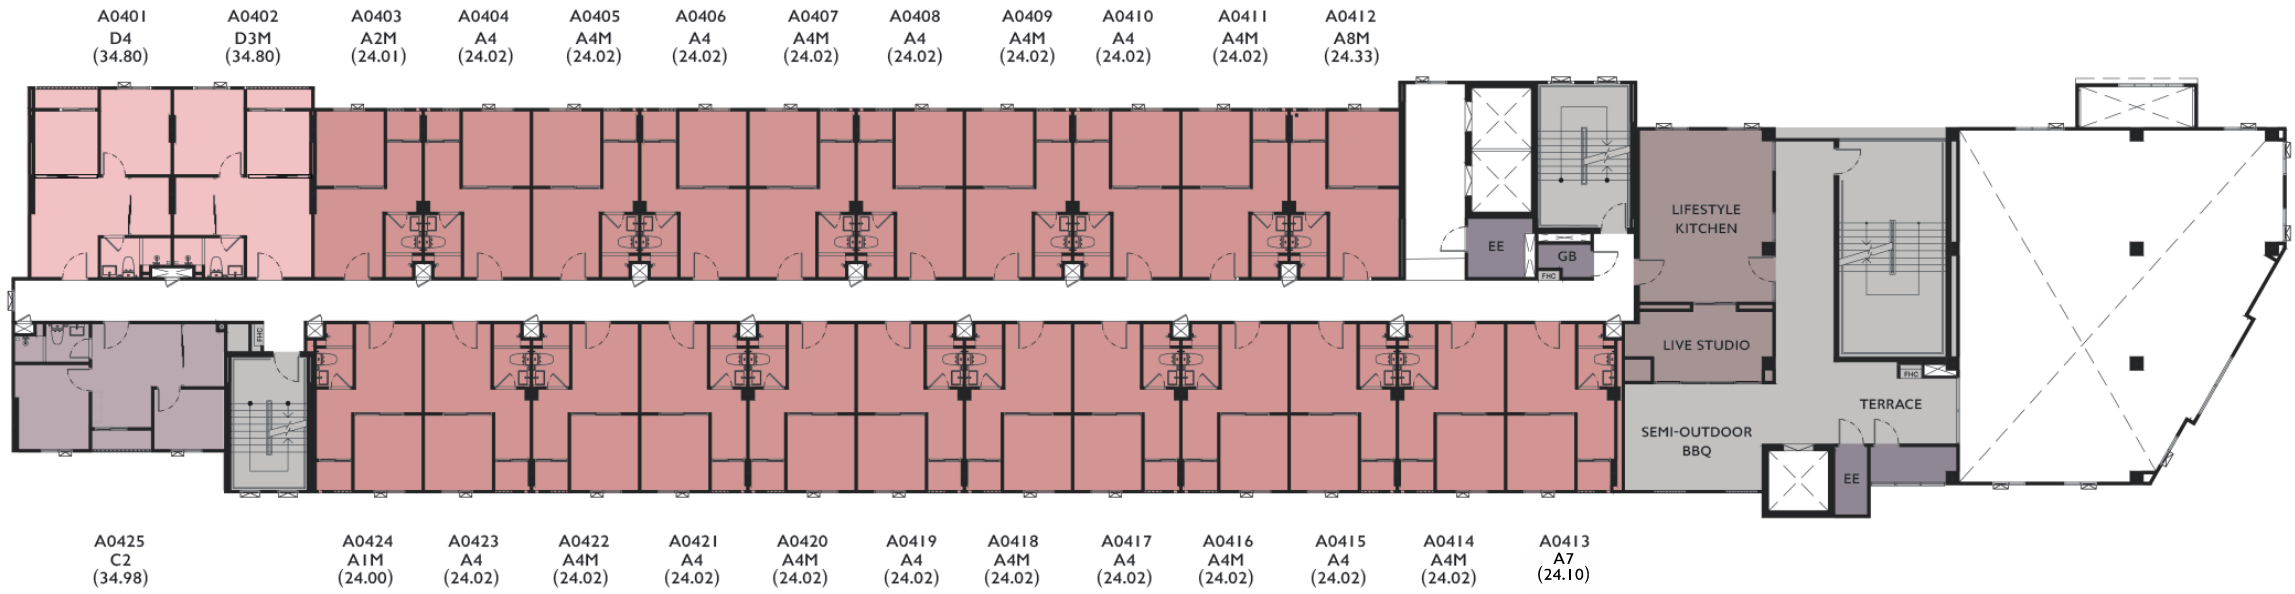 A0401
D4
(34.80)
A0402
D3M
(34.80)
A0403
A2M
(24.01)
A0404
A4
(24.02)
A0405
A4M
(24.02)
A0406
A4
(24.02)
A0407
A4M
(24.02)
A0408
A4
(24.02)
A0409
A4M
(24.02)
A0410
A4
(24.02)
A0411
A4M
(24.02)
A0412
A8M
(24.33)
LIFESTYLE
KITCHEN
EE
GB
FHC
FHC
LIVE STUDIO
FHC
TERRACE
SEMI-OUTDOOR
BBQ
EE
A0425
C2
(34.98)
A0424
A1M
(24.00)
A0423
A4
(24.02)
A0422
A4M
(24.02)
A0421
A4
(24.02)
A0420
A4M
(24.02)
A0419
A4
(24.02)
A0418
A4M
(24.02)
A0417
A4
(24.02)
A0416
A4M
(24.02)
A0415
A4
(24.02)
A0414
A4M
(24.02)
A0413
A7
(24.10)